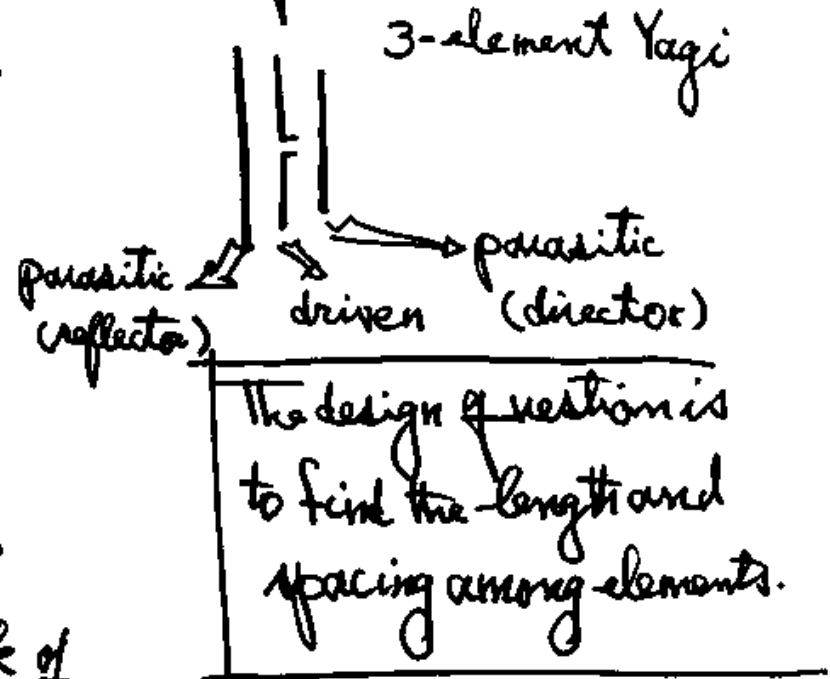 3-element Yagi
parasitic
parasitic
(reflector)
driven
(director)
The design question is
to find the length and
spacing among elements.
of